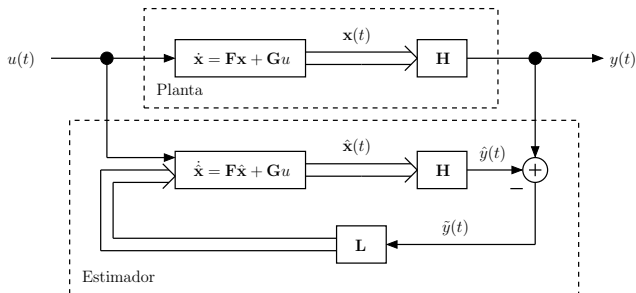 x(t)
u(t)
ẋ = Fx + Gu
H
y(t)
Planta
x̂(t)
ŷ(t)
x̂̇ = Fx̂ + Gu
H
+
−
ỹ(t)
L
Estimador